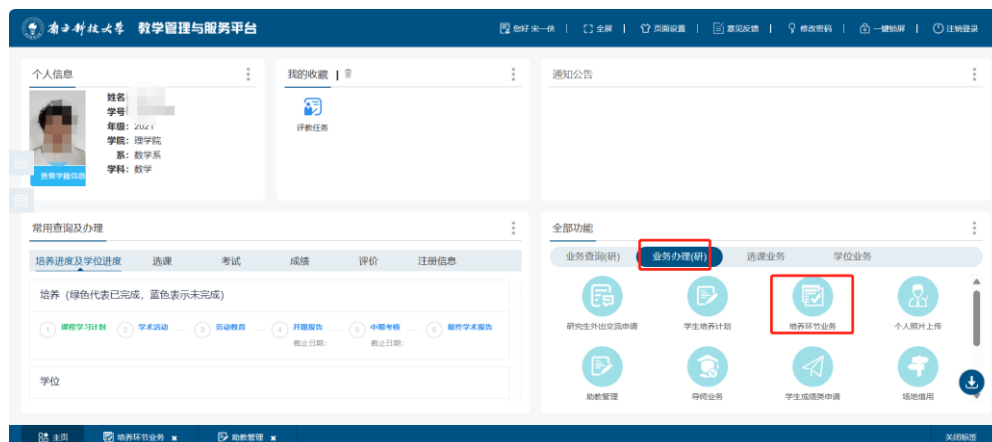 南方科技大学 教学管理与服务平台
您好 宋一侠 | 全屏 | 页面设置 | 意见反馈 | 修改密码 | 一键锁屏 | 注销登录
个人信息
姓名
学号
年级: 2021
学院: 理学院
系: 数学系
学科: 数学
查看学籍信息
我的收藏 |
评教任务
通知公告
常用查询及办理
培养进度及学位进度 选课 考试 成绩 评价 注册信息
培养 (绿色代表已完成, 蓝色表示未完成)
1 课程学习计划 2 学术活动 3 劳动教育 4 开题报告 5 中期考核 6 最终学术报告
截止日期: 截止日期:
学位
全部功能
业务查询(研) 业务办理(研) 选课业务 学位业务
研究生外出交流申请 学生培养计划 培养环节业务 个人照片上传
助教管理 导师业务 学生成绩类申请 场地借用
主页 培养环节业务 × 助教管理 × 关闭标签